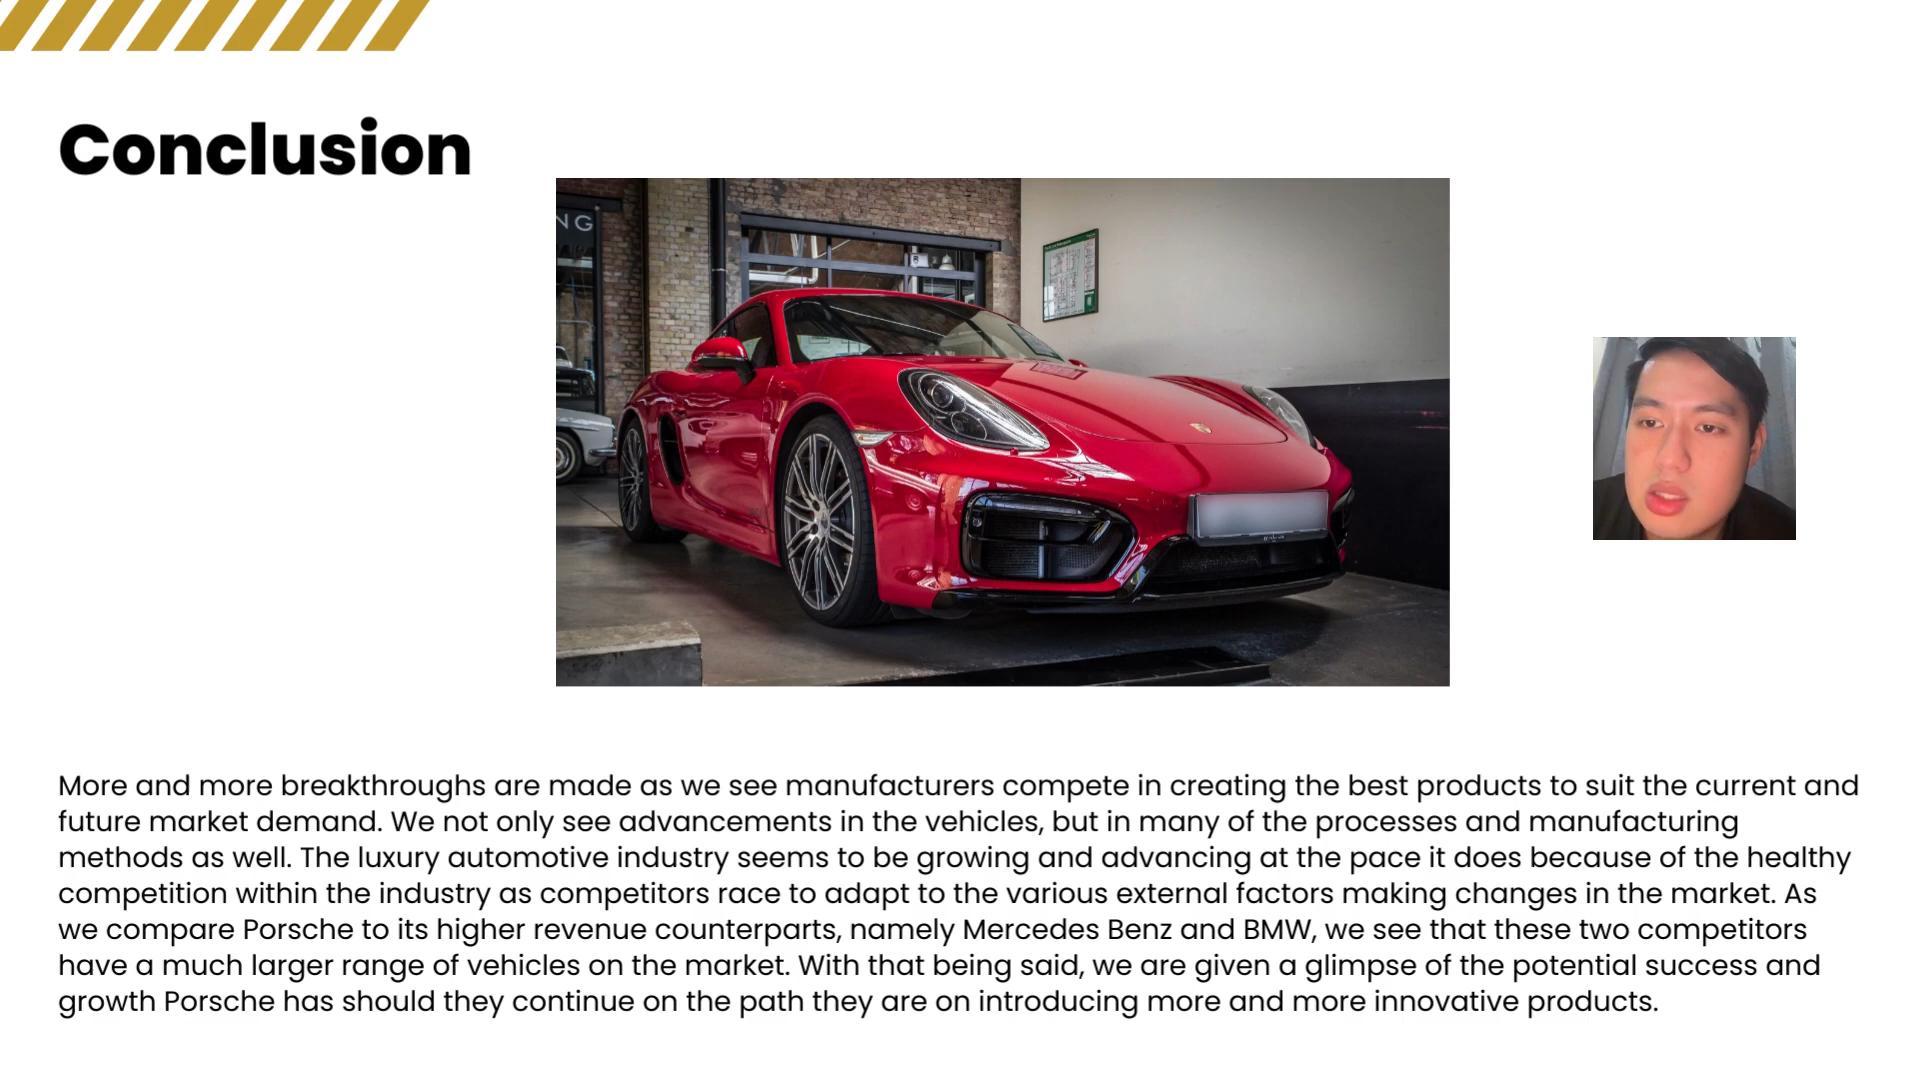 Conclusion
NG
More and more breakthroughs are made as we see manufacturers compete in creating the best products to suit the current and
future market demand. We not only see advancements in the vehicles, but in many of the processes and manufacturing
methods as well. The luxury automotive industry seems to be growing and advancing at the pace it does because of the healthy
competition within the industry as competitors race to adapt to the various external factors making changes in the market. As
we compare Porsche to its higher revenue counterparts, namely Mercedes Benz and BMW, we see that these two competitors
have a much larger range of vehicles on the market. With that being said, we are given a glimpse of the potential success and
growth Porsche has should they continue on the path they are on introducing more and more innovative products.